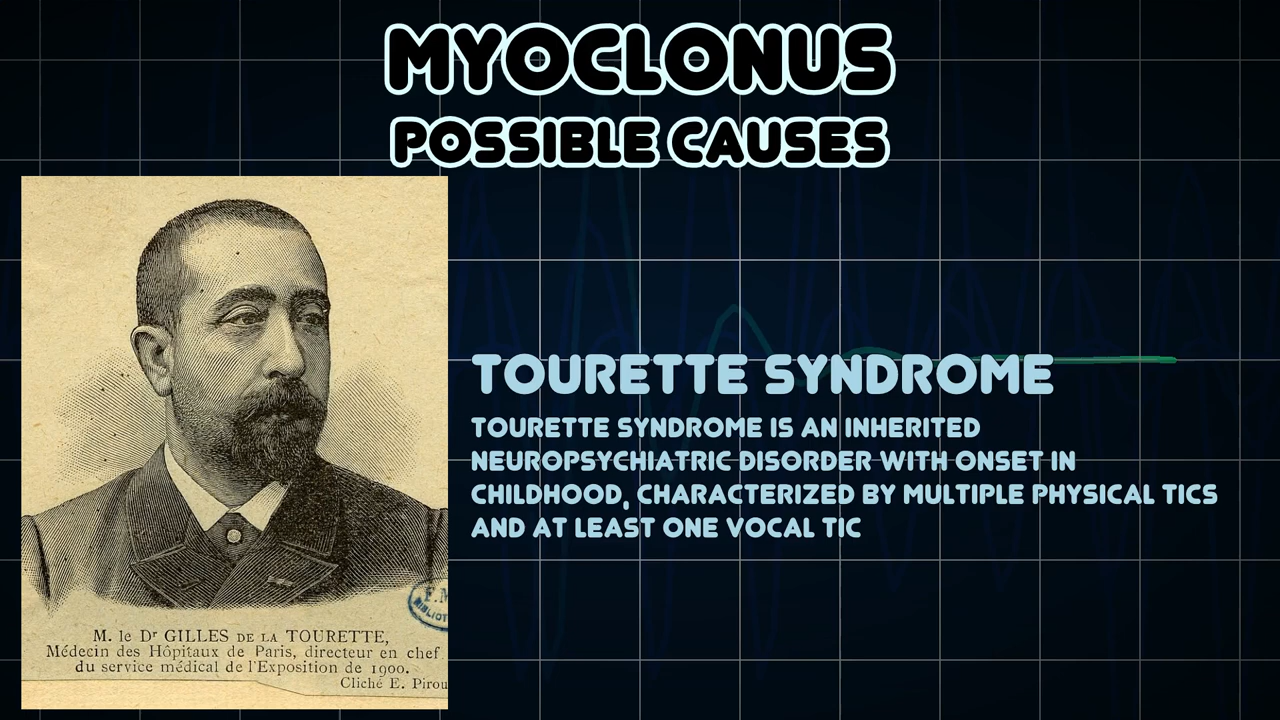 MYOCLONUS
POSSIBLE CAUSES
TOURETTE SYNDROME
TOURETTE SYNDROME IS AN INHERITED
NEUROPSYCHIATRIC DISORDER WITH ONSET IN
CHILDHOOD, CHARACTERIZED BY MULTIPLE PHYSICAL TICS
AND AT LEAST ONE VOCAL TIC
M. le Dr GILLES DE LA TOURETTE,
Médecin des Hôpitaux de Paris, directeur en chef
du service médical de l'Exposition de 1900.
Cliché E. Pirou